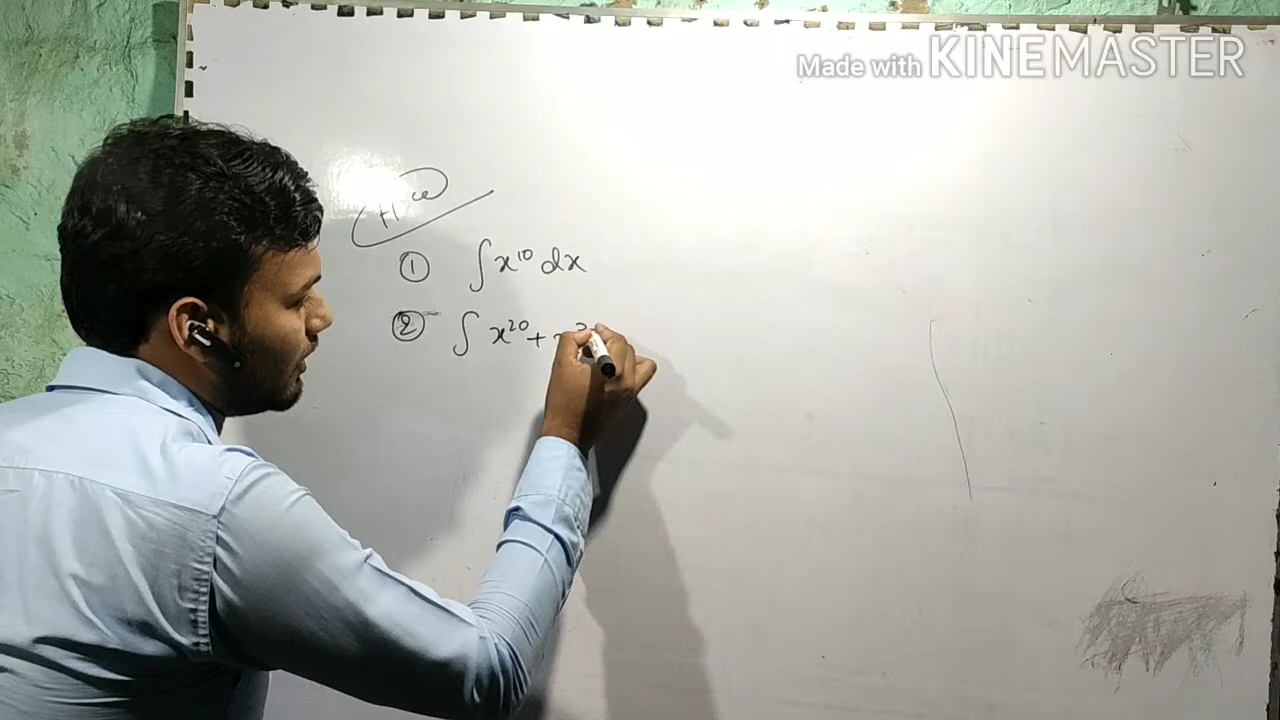 Made with KINEMASTER
H.W
① ∫ x¹⁰ dx
② ∫ x²⁰ +